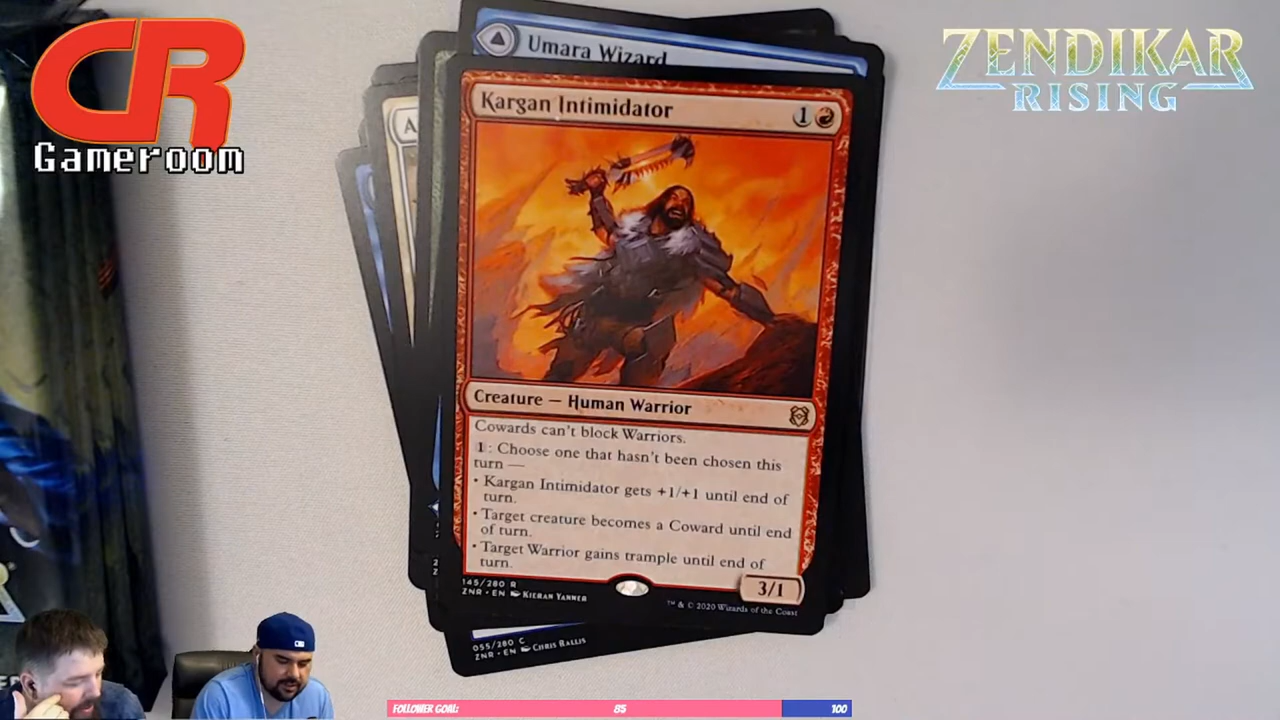 CR
Gameroom
ZENDIKAR
RISING
Umara Wizard
A
Kargan Intimidator
1
Creature — Human Warrior
Cowards can't block Warriors.
1: Choose one that hasn't been chosen this
turn —
• Kargan Intimidator gets +1/+1 until end of
turn.
• Target creature becomes a Coward until end
of turn.
• Target Warrior gains trample until end of
turn.
3/1
145/280 R
ZNR • EN Kieran Yanner
™ & © 2020 Wizards of the Coast
055/280 C
ZNR • EN Chris Rallis
FOLLOWER GOAL:
85
100